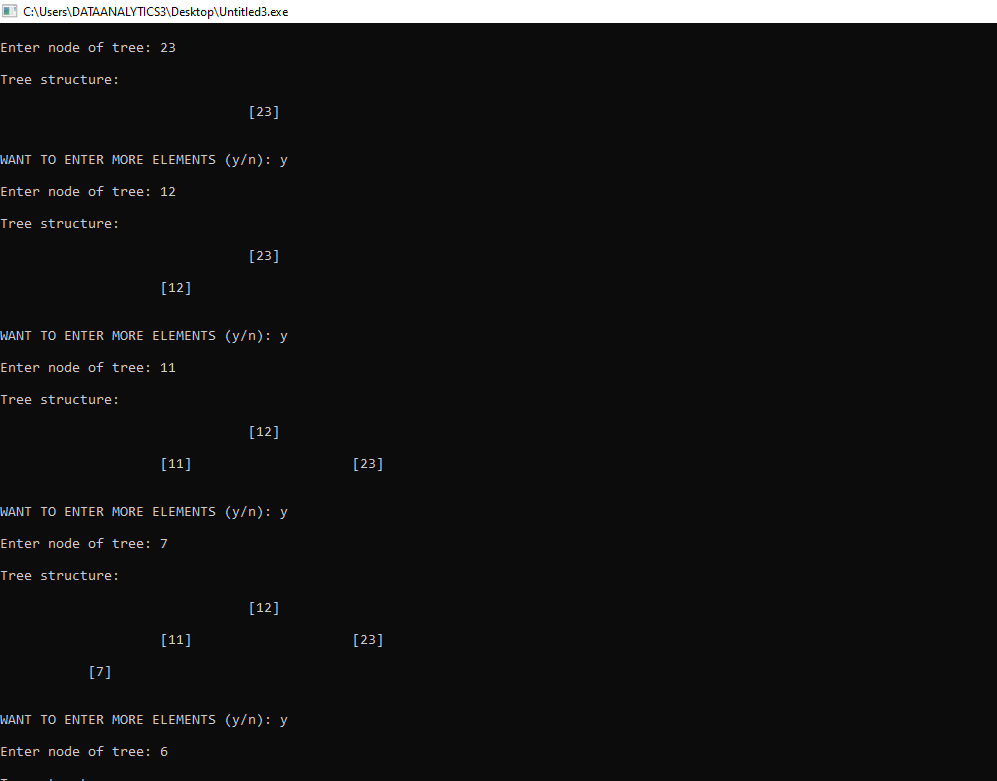 C:\Users\DATAANALYTICS3\Desktop\Untitled3.exe
Enter node of tree: 23
Tree structure:
[23]
WANT TO ENTER MORE ELEMENTS (y/n): y
Enter node of tree: 12
Tree structure:
[23]
[12]
WANT TO ENTER MORE ELEMENTS (y/n): y
Enter node of tree: 11
Tree structure:
[12]
[11] [23]
WANT TO ENTER MORE ELEMENTS (y/n): y
Enter node of tree: 7
Tree structure:
[12]
[11] [23]
[7]
WANT TO ENTER MORE ELEMENTS (y/n): y
Enter node of tree: 6